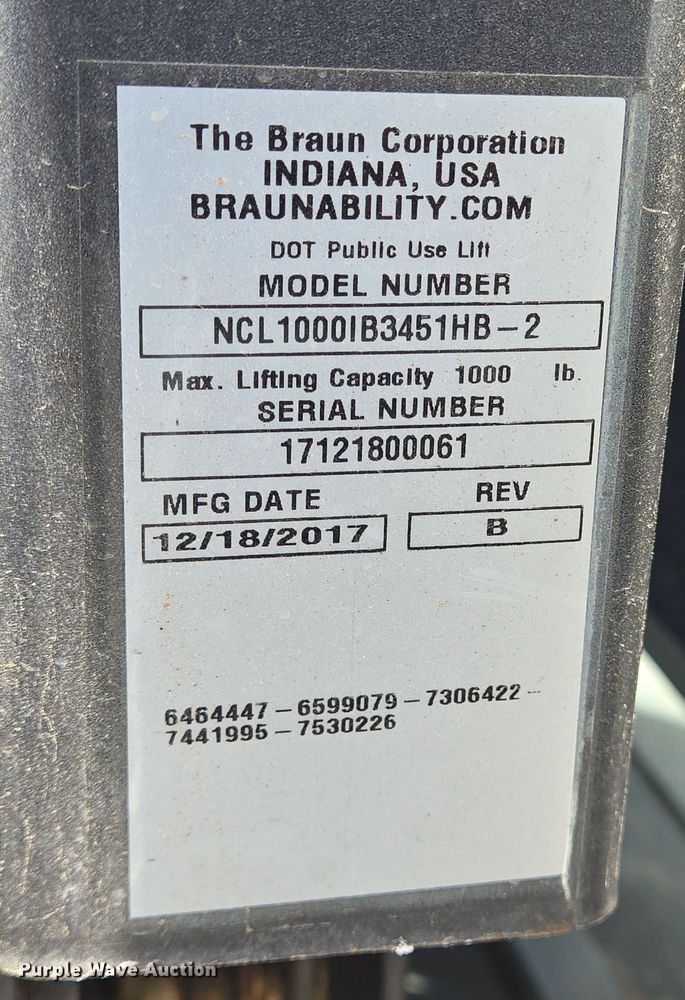 The Braun Corporation
INDIANA, USA
BRAUNABILITY.COM
DOT Public Use Lift
MODEL NUMBER
NCL1000IB3451HB-2
Max. Lifting Capacity 1000 lb.
SERIAL NUMBER
17121800061
MFG DATE REV
12/18/2017 B
6464447-6599079-7306422-
7441995-7530226
Purple Wave Auction